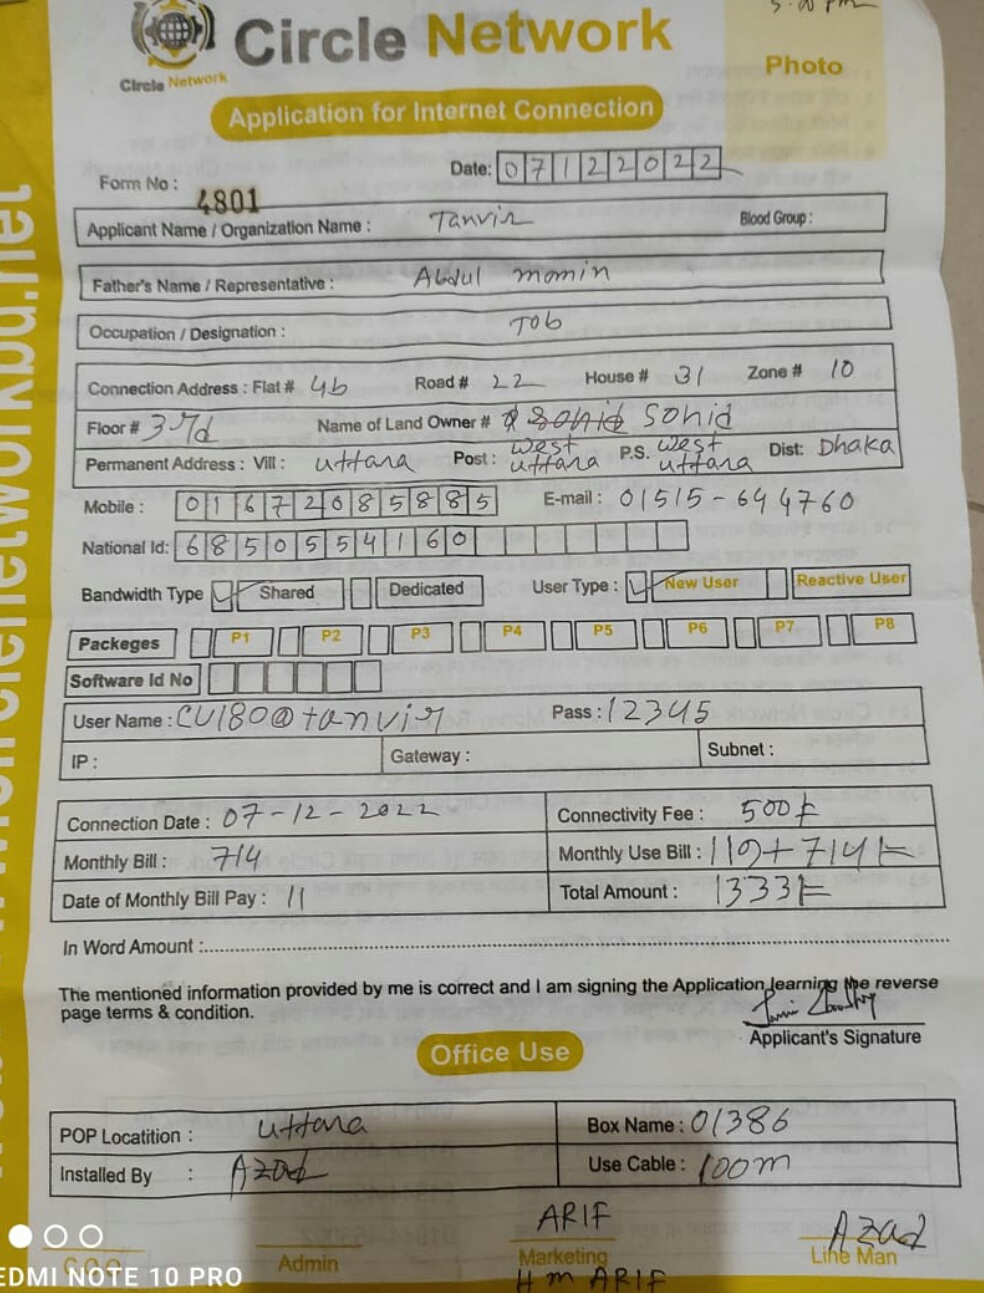 5.00 PM
Circle Network
Circle Network
Photo
Application for Internet Connection
Date: 07122022
Form No : 4801
Applicant Name / Organization Name : Tanvir Blood Group :
Father's Name / Representative : Abdul momin
Occupation / Designation : Job
Connection Address : Flat # 4b Road # 22 House # 31 Zone # 10
Floor # 3rd Name of Land Owner # Sohid Sohid
Permanent Address : Vill : uttara Post : west uttara P.S. west uttara Dist: Dhaka
Mobile : 01672085885 E-mail : 01515-644760
National Id: 6850554160
Bandwidth Type Shared Dedicated User Type : New User Reactive User
Packeges P1 P2 P3 P4 P5 P6 P7 P8
Software Id No
User Name : CU180@tanvir Pass : 12345
IP : Gateway : Subnet :
Connection Date : 07-12-2022 Connectivity Fee : 500/=
Monthly Bill : 714 Monthly Use Bill : 119+714/=
Date of Monthly Bill Pay : 11 Total Amount : 1333/=
In Word Amount :
The mentioned information provided by me is correct and I am signing the Application learning the reverse
page terms & condition.
Applicant's Signature
Office Use
POP Locatition : uttara Box Name : 01386
Installed By : Azad Use Cable : 100m
ARIF Azad
C.O.O Admin Marketing Line Man
H m ARIF
EDMI NOTE 10 PRO